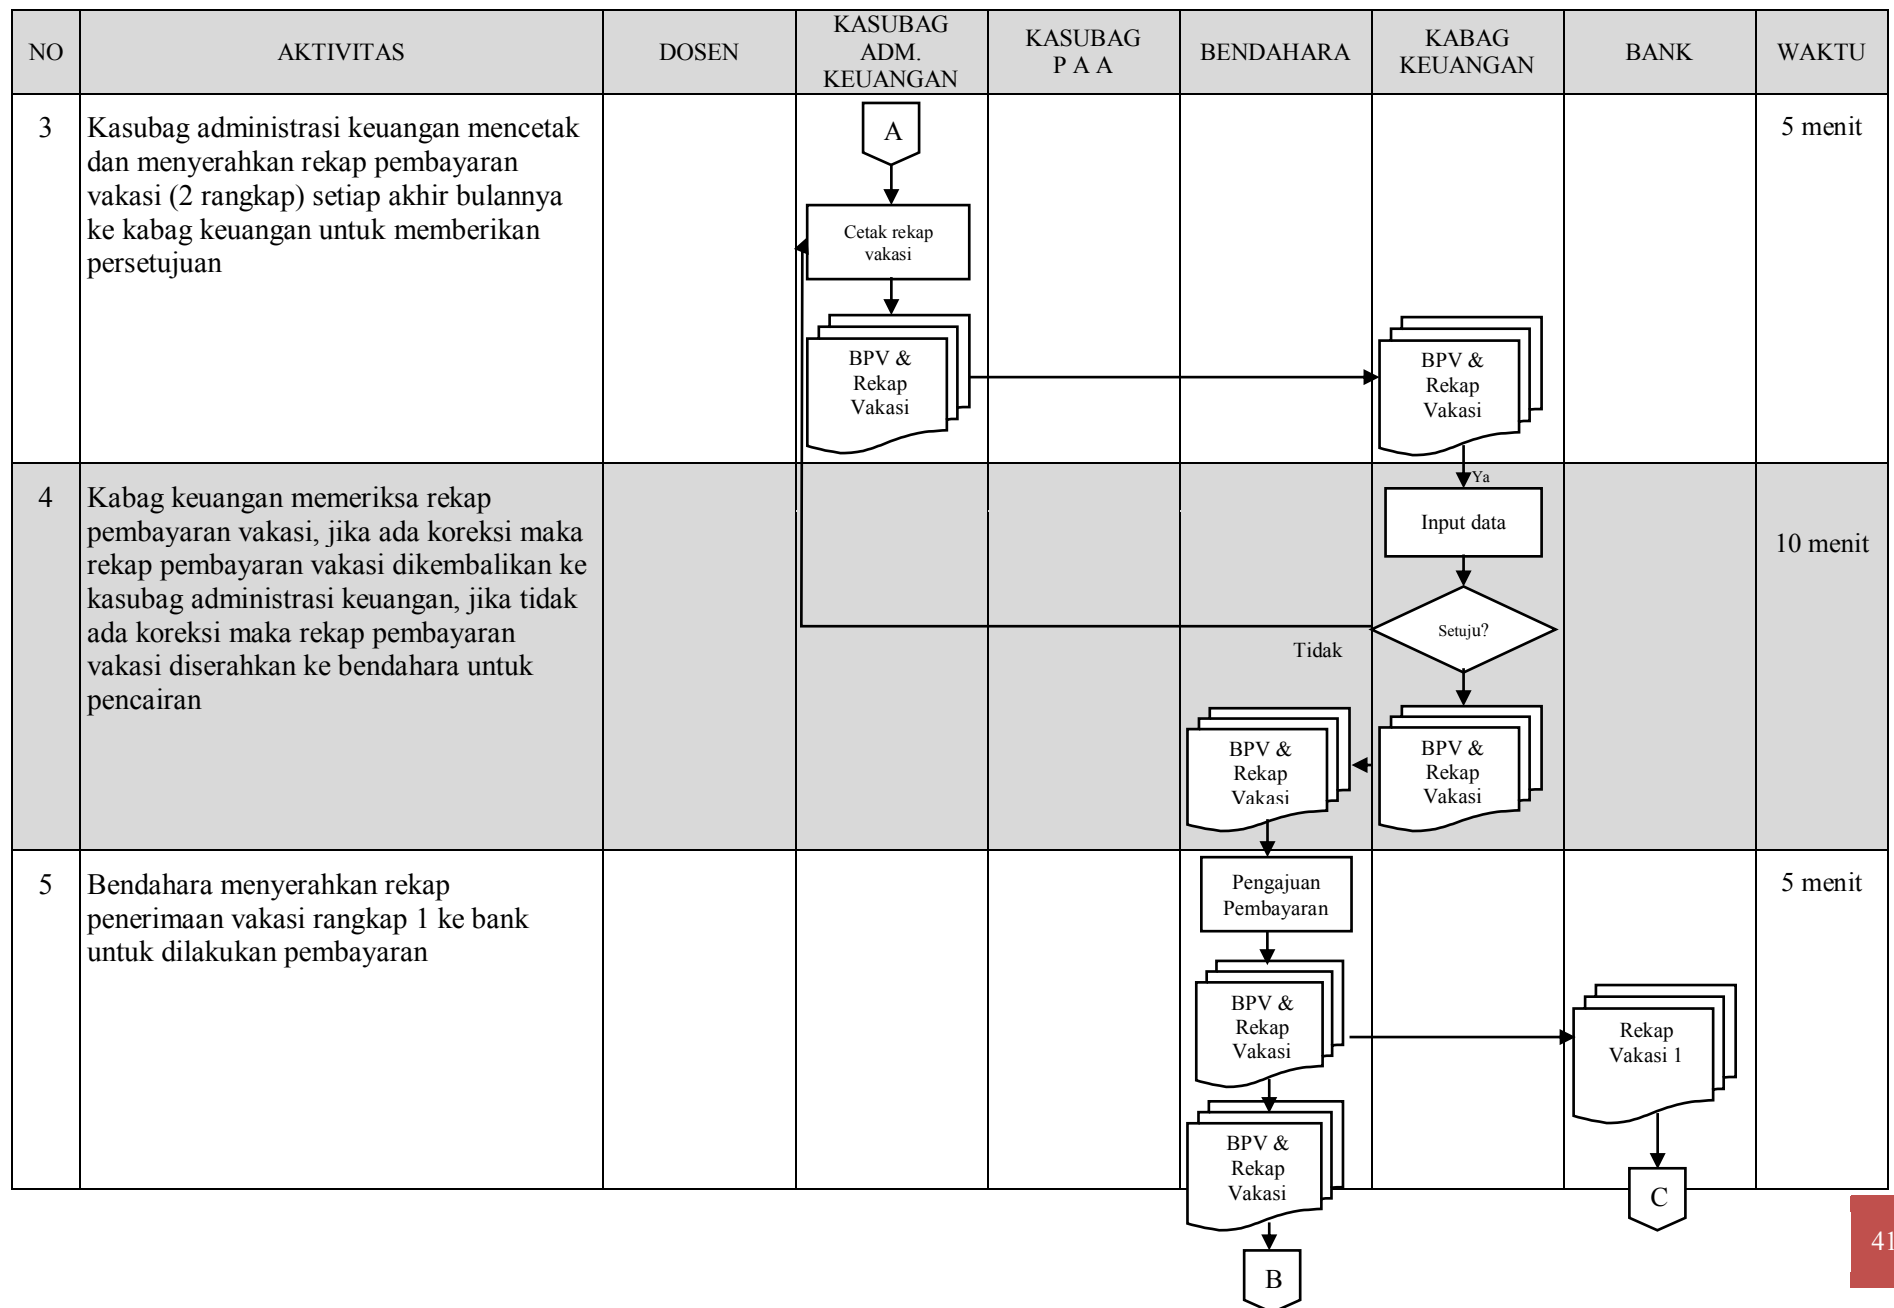 NO
AKTIVITAS
DOSEN
KASUBAG
ADM.
KEUANGAN
KASUBAG
P A A
BENDAHARA
KABAG
KEUANGAN
BANK
WAKTU
3
Kasubag administrasi keuangan mencetak
dan menyerahkan rekap pembayaran
vakasi (2 rangkap) setiap akhir bulannya
ke kabag keuangan untuk memberikan
persetujuan
A
Cetak rekap
vakasi
BPV &
Rekap
Vakasi
BPV &
Rekap
Vakasi
5 menit
4
Kabag keuangan memeriksa rekap
pembayaran vakasi, jika ada koreksi maka
rekap pembayaran vakasi dikembalikan ke
kasubag administrasi keuangan, jika tidak
ada koreksi maka rekap pembayaran
vakasi diserahkan ke bendahara untuk
pencairan
Ya
Input data
Setuju?
Tidak
BPV &
Rekap
Vakasi
BPV &
Rekap
Vakasi
10 menit
5
Bendahara menyerahkan rekap
penerimaan vakasi rangkap 1 ke bank
untuk dilakukan pembayaran
Pengajuan
Pembayaran
BPV &
Rekap
Vakasi
BPV &
Rekap
Vakasi
B
Rekap
Vakasi 1
C
5 menit
41